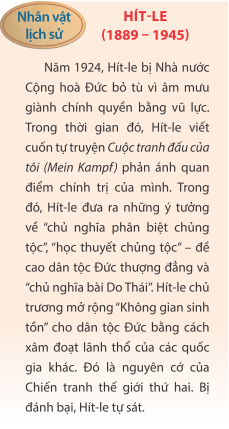 Nhân vật
lịch sử
HÍT-LE
(1889 – 1945)
Năm 1924, Hít-le bị Nhà nước
Cộng hoà Đức bỏ tù vì âm mưu
giành chính quyền bằng vũ lực.
Trong thời gian đó, Hít-le viết
cuốn tự truyện Cuộc tranh đấu của
tôi (Mein Kampf) phản ánh quan
điểm chính trị của mình. Trong
đó, Hít-le đưa ra những ý tưởng
về “chủ nghĩa phân biệt chủng
tộc”, “học thuyết chủng tộc” – đề
cao dân tộc Đức thượng đẳng và
“chủ nghĩa bài Do Thái”. Hít-le chủ
trương mở rộng “Không gian sinh
tồn” cho dân tộc Đức bằng cách
xâm đoạt lãnh thổ của các quốc
gia khác. Đó là nguyên cớ của
Chiến tranh thế giới thứ hai. Bị
đánh bại, Hít-le tự sát.